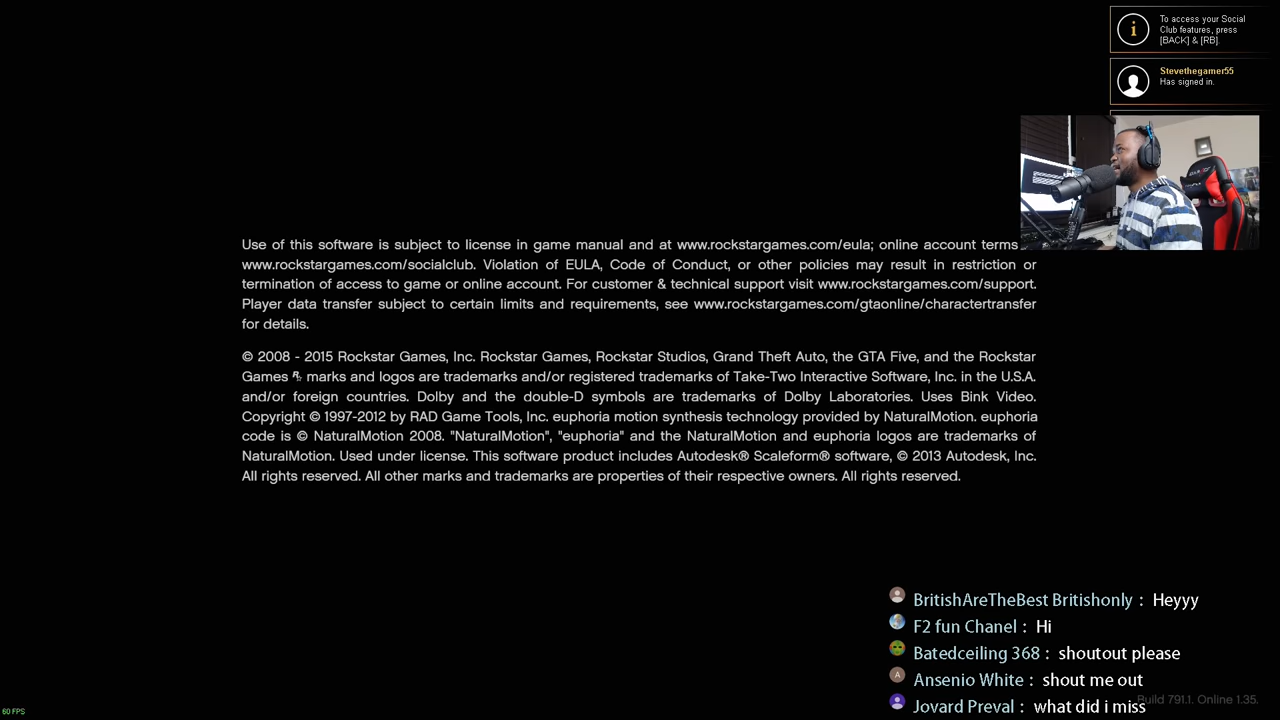 To access your Social
Club features, press
[BACK] & [RB].
Stevethegamer55
Has signed in.
Use of this software is subject to license in game manual and at www.rockstargames.com/eula; online account terms
www.rockstargames.com/socialclub. Violation of EULA, Code of Conduct, or other policies may result in restriction or
termination of access to game or online account. For customer & technical support visit www.rockstargames.com/support.
Player data transfer subject to certain limits and requirements, see www.rockstargames.com/gtaonline/charactertransfer
for details.
© 2008 - 2015 Rockstar Games, Inc. Rockstar Games, Rockstar Studios, Grand Theft Auto, the GTA Five, and the Rockstar
Games R* marks and logos are trademarks and/or registered trademarks of Take-Two Interactive Software, Inc. in the U.S.A.
and/or foreign countries. Dolby and the double-D symbols are trademarks of Dolby Laboratories. Uses Bink Video.
Copyright © 1997-2012 by RAD Game Tools, Inc. euphoria motion synthesis technology provided by NaturalMotion. euphoria
code is © NaturalMotion 2008. "NaturalMotion", "euphoria" and the NaturalMotion and euphoria logos are trademarks of
NaturalMotion. Used under license. This software product includes Autodesk® Scaleform® software, © 2013 Autodesk, Inc.
All rights reserved. All other marks and trademarks are properties of their respective owners. All rights reserved.
BritishAreTheBest Britishonly : Heyyy
F2 fun Chanel : Hi
Batedceiling 368 : shoutout please
A Ansenio White : shout me out
Jovard Preval : what did i miss
Build 791.1. Online 1.35.
60 FPS